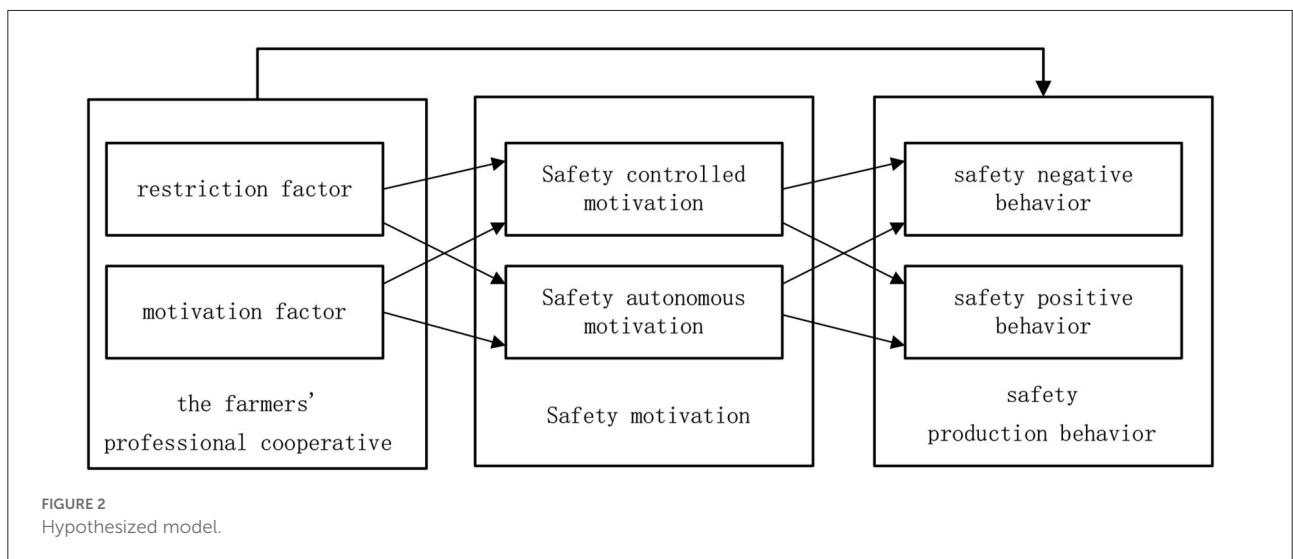 restriction factor
motivation factor
the farmers'
professional cooperative
Safety controlled
motivation
Safety autonomous
motivation
Safety motivation
safety negative
behavior
safety positive
behavior
safety
production behavior
FIGURE 2
Hypothesized model.